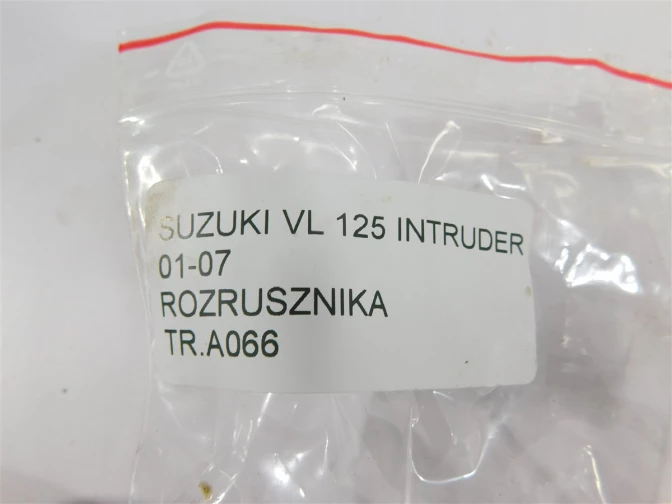 SUZUKI VL 125 INTRUDER
01-07
ROZRUSZNIKA
TR.A066